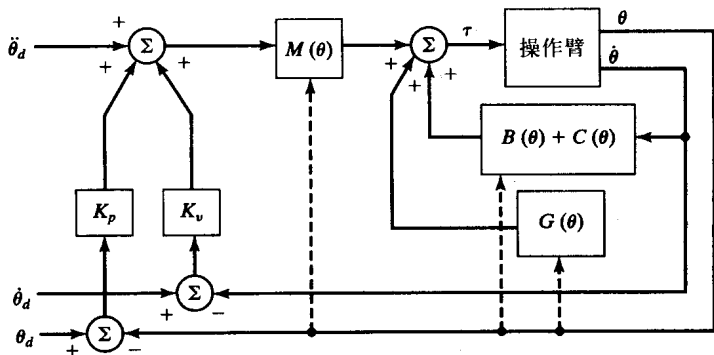 +
θ̈_d
+
Σ
+
+
M (θ)
+
Σ
+
+
τ
操作臂
θ
θ̇
B (θ) + C (θ)
K_p
K_v
G (θ)
θ̇_d
+
Σ
−
θ_d
+
Σ
−